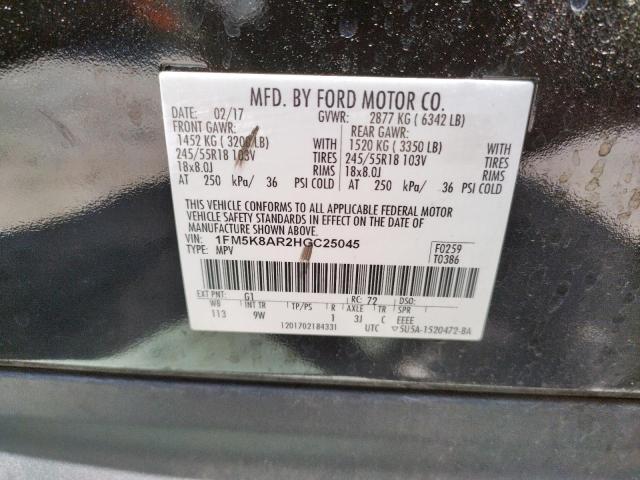 MFD. BY FORD MOTOR CO.
DATE: 02/17 GVWR: 2877 KG ( 6342 LB)
FRONT GAWR: REAR GAWR:
1452 KG ( 3200 LB) WITH 1520 KG ( 3350 LB) WITH
245/55R18 103V TIRES 245/55R18 103V TIRES
18x8.0J RIMS 18x8.0J RIMS
AT 250 kPa/ 36 PSI COLD AT 250 kPa/ 36 PSI COLD
THIS VEHICLE CONFORMS TO ALL APPLICABLE FEDERAL MOTOR
VEHICLE SAFETY STANDARDS IN EFFECT ON THE DATE OF
MANUFACTURE SHOWN ABOVE.
VIN: 1FM5K8AR2HGC25045 F0259
TYPE: MPV T0386
EXT PNT: G1 RC: 72 DSO:
WB INT TR TP/PS R AXLE TR SPR
113 9W 1 3J C EEEE
1201702184331 UTC ▽5U5A-1520472-BA